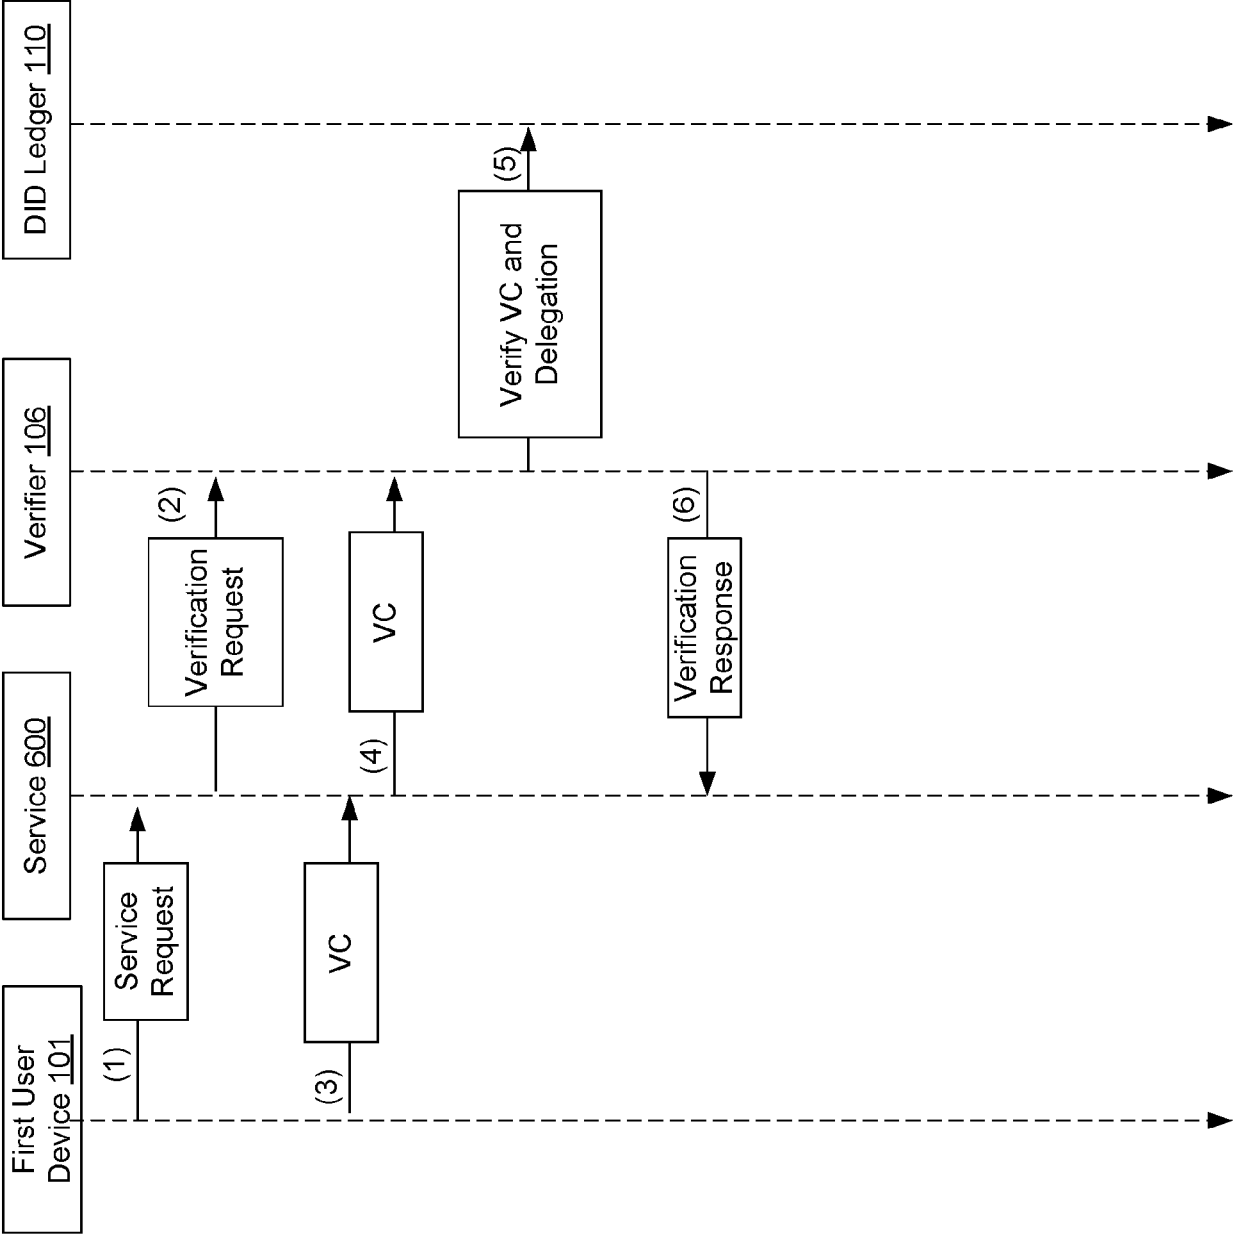 First User
Device 101
Service 600
Verifier 106
DID Ledger 110
(1)
Service
Request
Verification
Request
(2)
(3)
VC
(4)
VC
Verify VC and
Delegation
(5)
Verification
Response
(6)